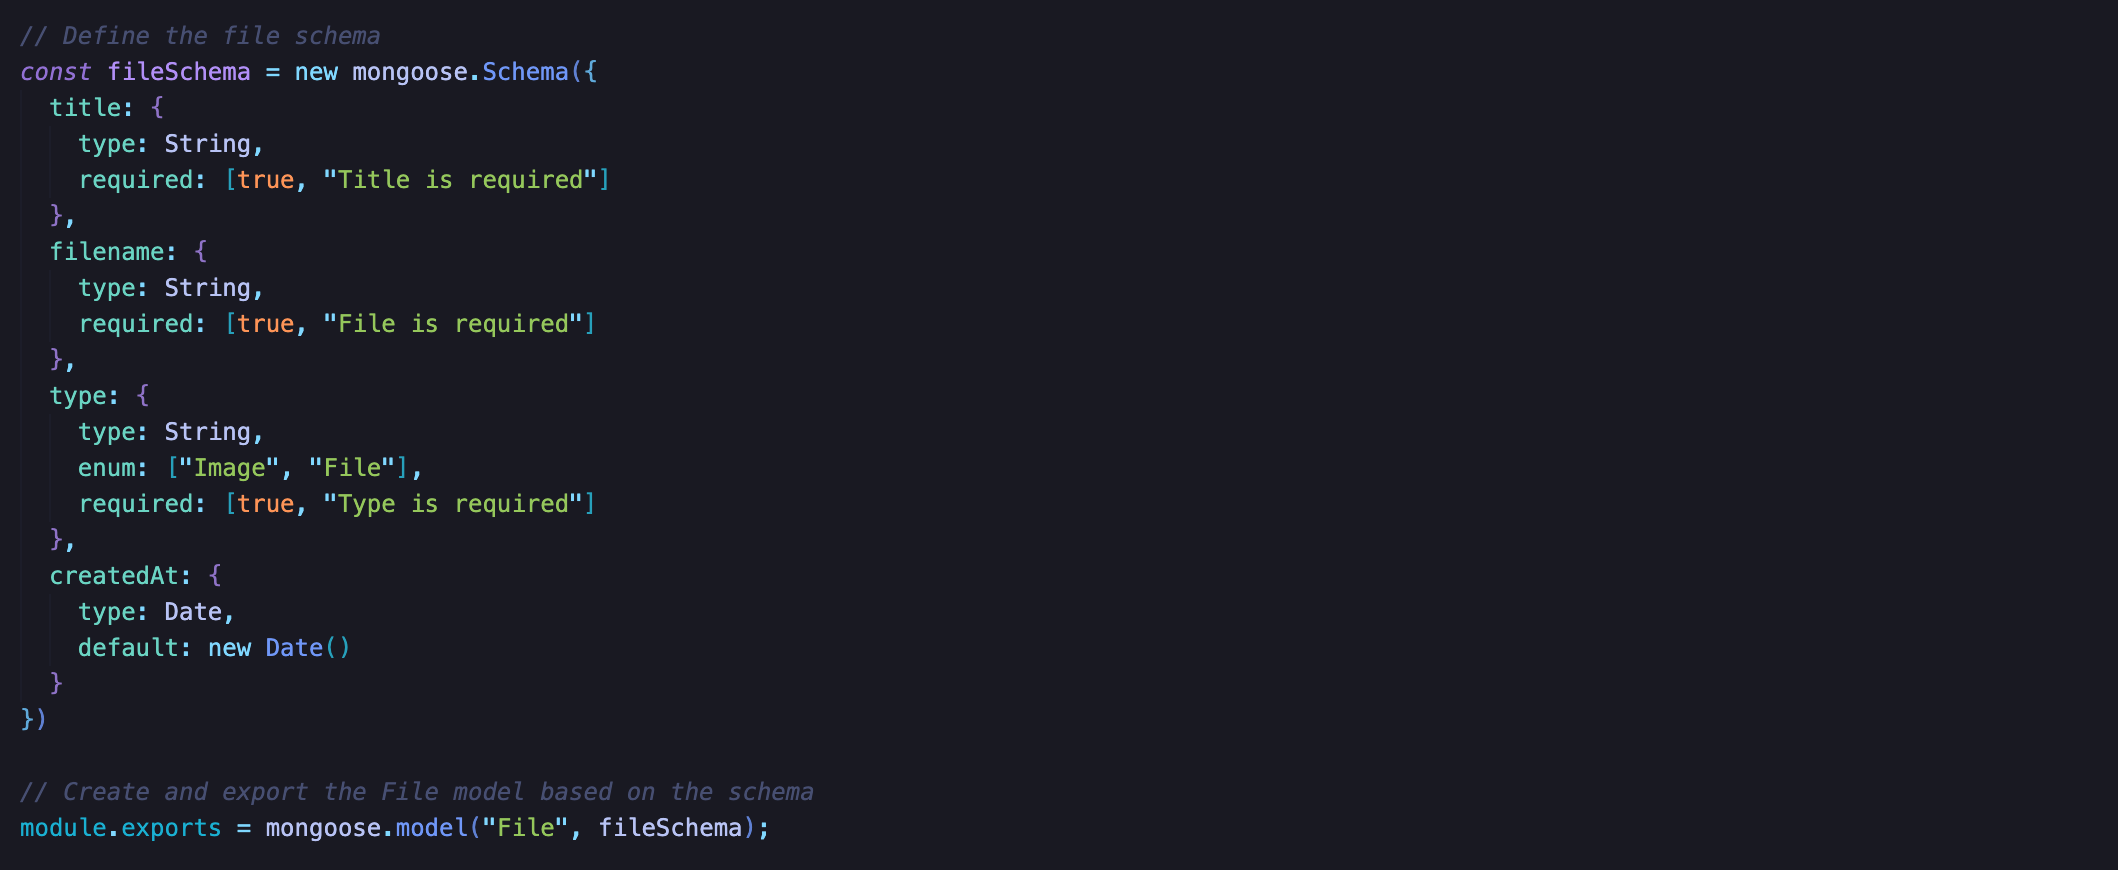 // Define the file schema
const fileSchema = new mongoose.Schema({
  title: {
    type: String,
    required: [true, "Title is required"]
  },
  filename: {
    type: String,
    required: [true, "File is required"]
  },
  type: {
    type: String,
    enum: ["Image", "File"],
    required: [true, "Type is required"]
  },
  createdAt: {
    type: Date,
    default: new Date()
  }
})

// Create and export the File model based on the schema
module.exports = mongoose.model("File", fileSchema);